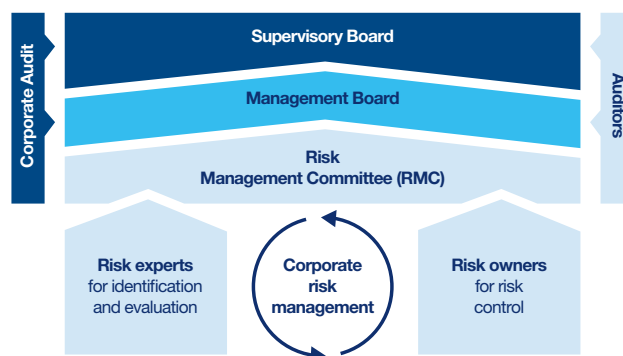 Corporate Audit
Supervisory Board
Auditors
Management Board
Risk
Management Committee (RMC)
Risk experts
for identification
and evaluation
Corporate
risk
management
Risk owners
for risk
control